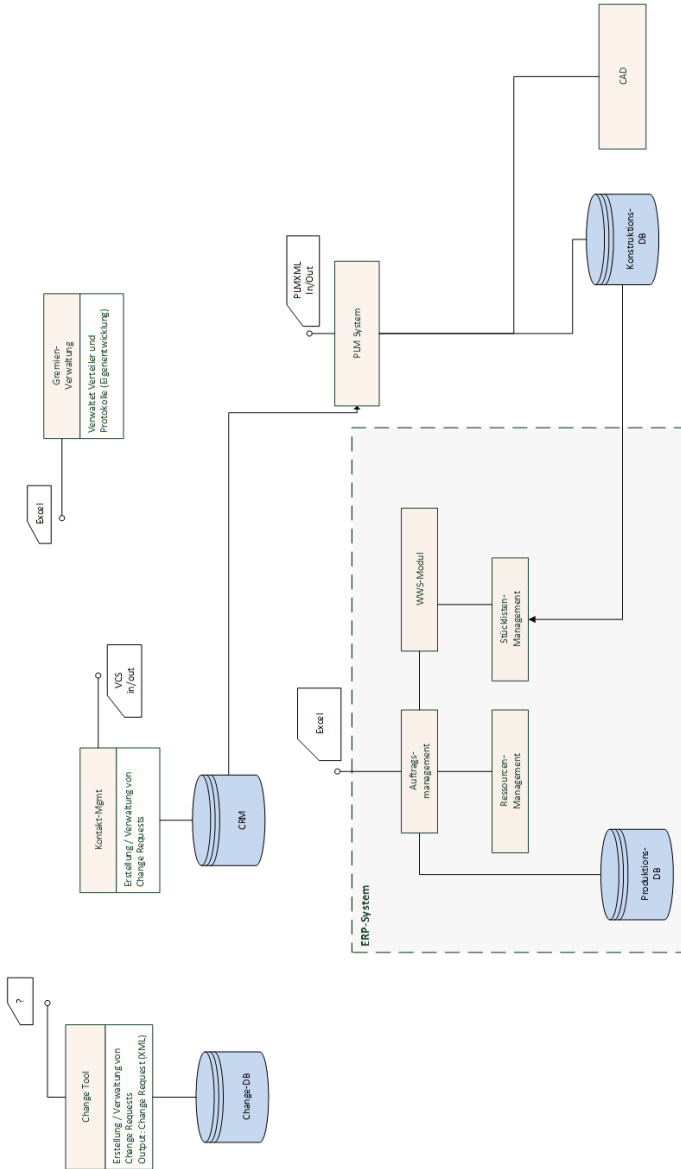 ?
Change Tool
Erstellung / Verwaltung von
Change Requests
Output: Change Request (XML)
Change-DB
VCS
in/out
Kontakt-Mgmt
Erstellung / Verwaltung von
Change Requests
CRM
Excel
Gremien-
Verwaltung
Verwaltet Verteiler und
Protokolle (Eigenentwicklung)
ERP-System
Excel
Auftrags-
management
WWS-Modul
Ressourcen-
Management
Stücklisten-
Management
Produktions-
DB
PLMXML
In/Out
PLM System
Konstruktions-
DB
CAD